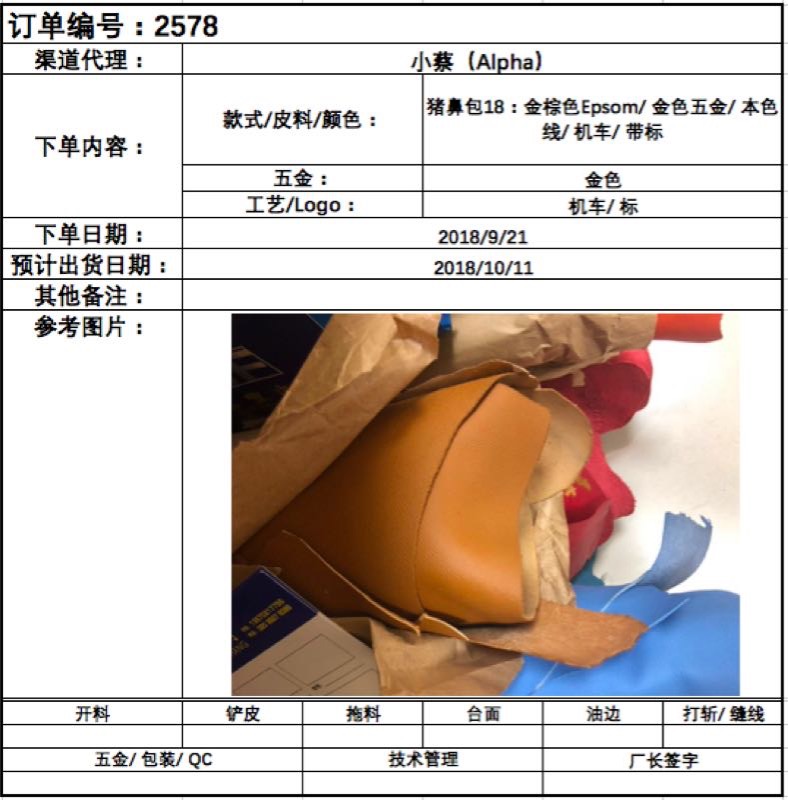 订单编号：2578
渠道代理： 小蔡（Alpha）
下单内容： 款式/皮料/颜色： 猪鼻包18：金棕色Epsom/ 金色五金/ 本色
线/ 机车/ 带标
五金： 金色
工艺/Logo： 机车/ 标
下单日期： 2018/9/21
预计出货日期： 2018/10/11
其他备注：
参考图片：
开料 铲皮 拖料 台面 油边 打斩/ 缝线
五金/ 包装/ QC 技术管理 厂长签字